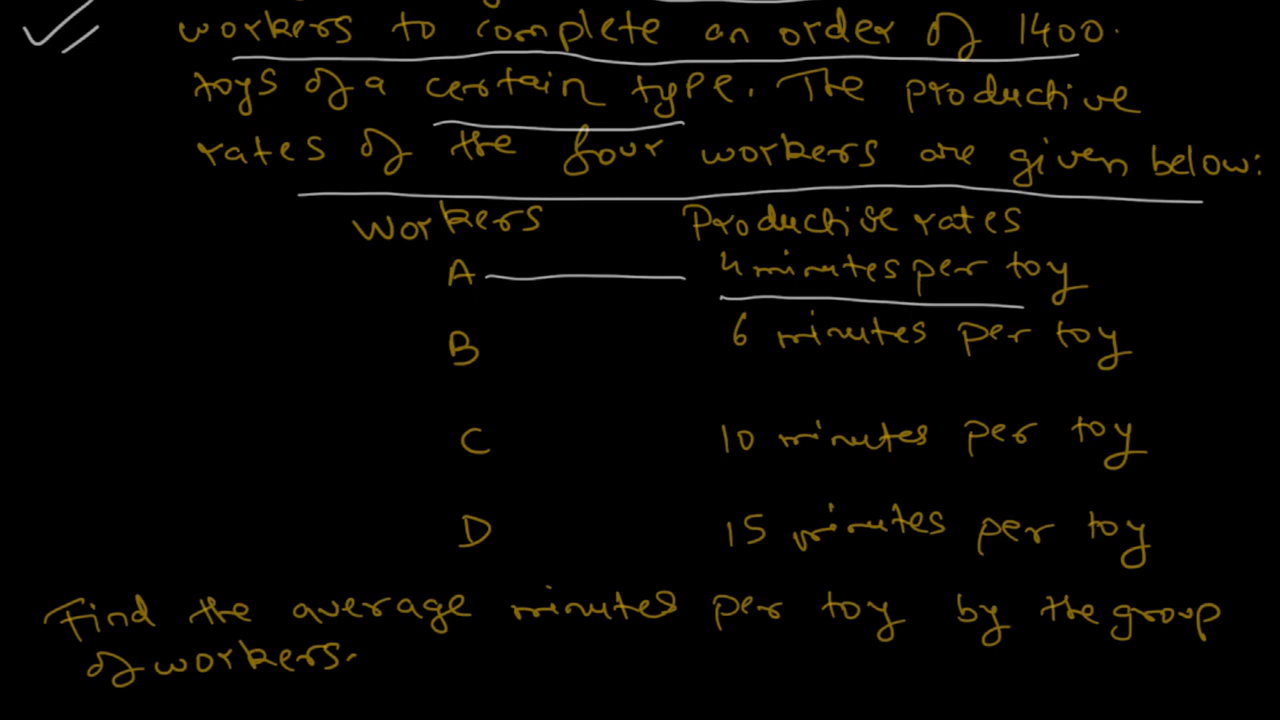 workers to complete an order of 1400.
toys of a certain type. The productive
rates of the four workers are given below:
Workers Productive rates
A 4 minutes per toy
B 6 minutes per toy
C 10 minutes per toy
D 15 minutes per toy
Find the average minutes per toy by the group
of workers.